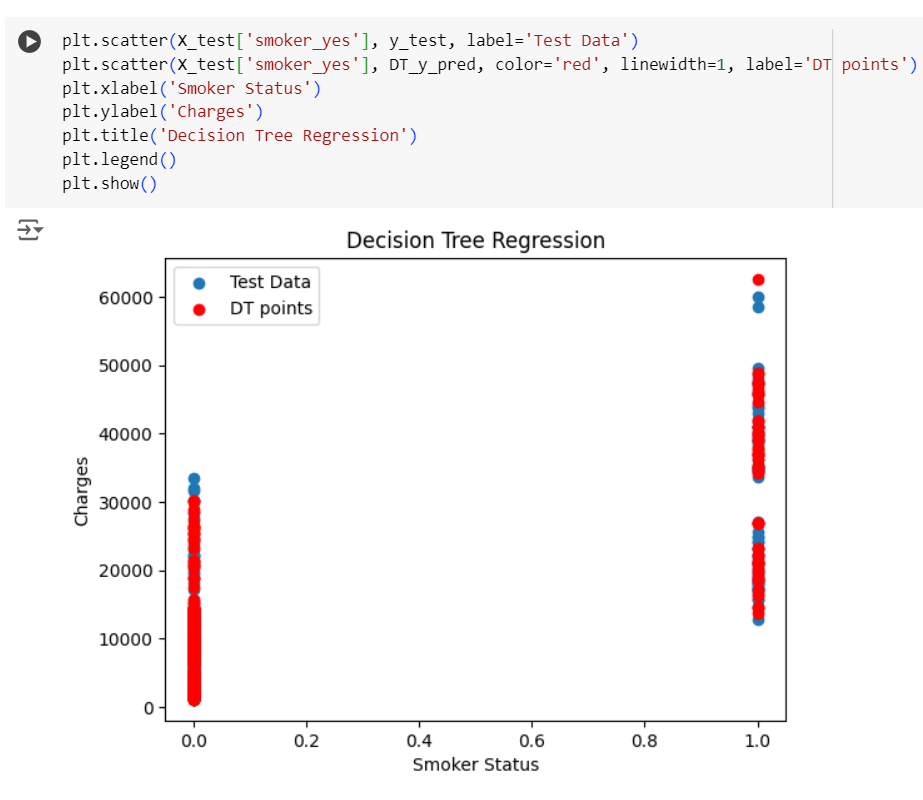 plt.scatter(X_test['smoker_yes'], y_test, label='Test Data')
plt.scatter(X_test['smoker_yes'], DT_y_pred, color='red', linewidth=1, label='DT points')
plt.xlabel('Smoker Status')
plt.ylabel('Charges')
plt.title('Decision Tree Regression')
plt.legend()
plt.show()
Decision Tree Regression
Test Data
DT points
60000
50000
40000
30000
20000
10000
0
Charges
0.0 0.2 0.4 0.6 0.8 1.0
Smoker Status